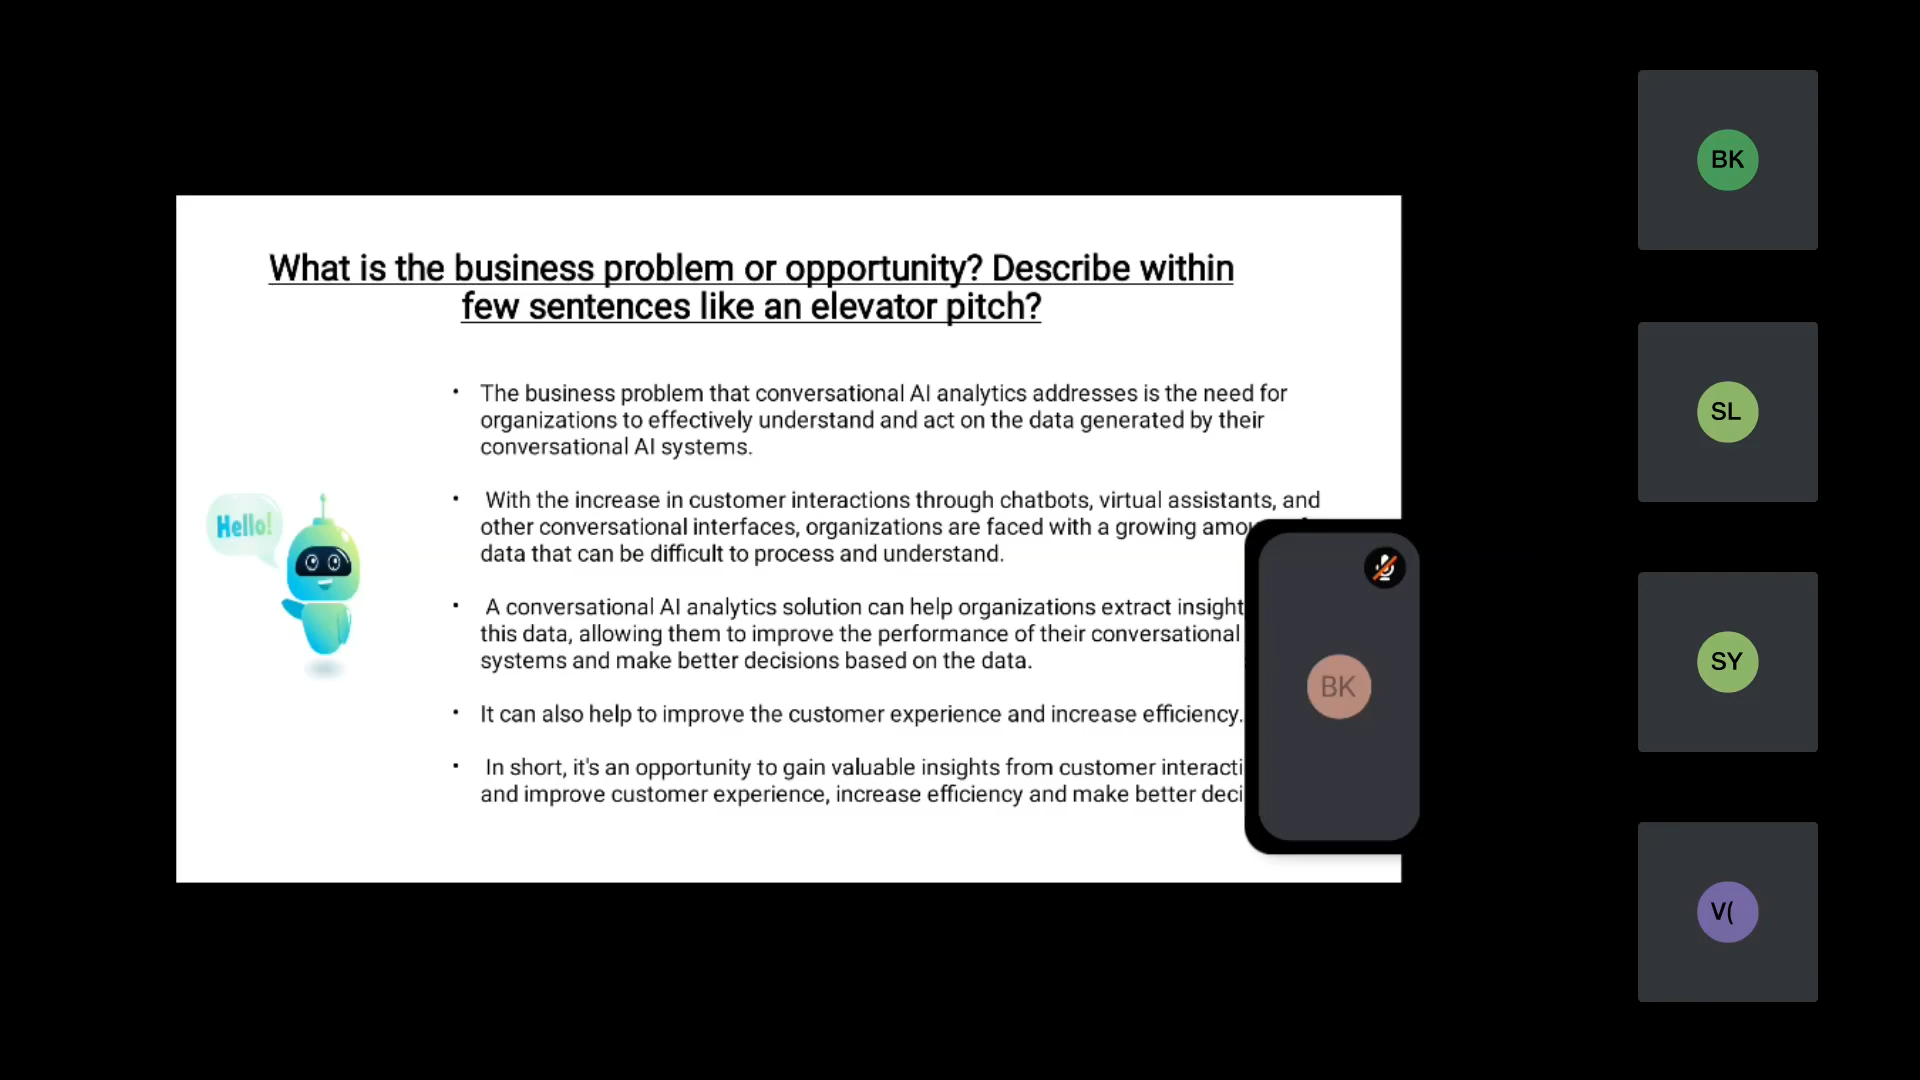 What is the business problem or opportunity? Describe within
few sentences like an elevator pitch?
• The business problem that conversational AI analytics addresses is the need for
organizations to effectively understand and act on the data generated by their
conversational AI systems.
• With the increase in customer interactions through chatbots, virtual assistants, and
other conversational interfaces, organizations are faced with a growing
data that can be difficult to process and understand.
• A conversational AI analytics solution can help organizations extract insight
this data, allowing them to improve the performance of their conversational
systems and make better decisions based on the data.
• It can also help to improve the customer experience and increase efficiency.
• In short, it's an opportunity to gain valuable insights from customer
and improve customer experience, increase efficiency and make better
Hello!
BK
BK
SL
SY
V(